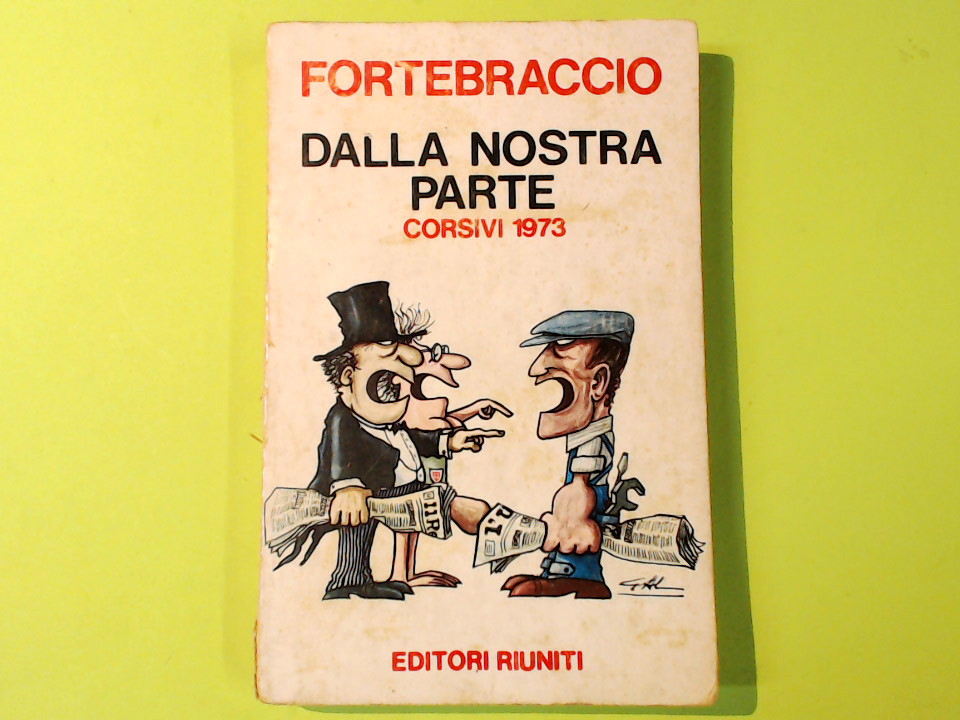 FORTEBRACCIO
DALLA NOSTRA
PARTE
CORSIVI 1973
EDITORI RIUNITI